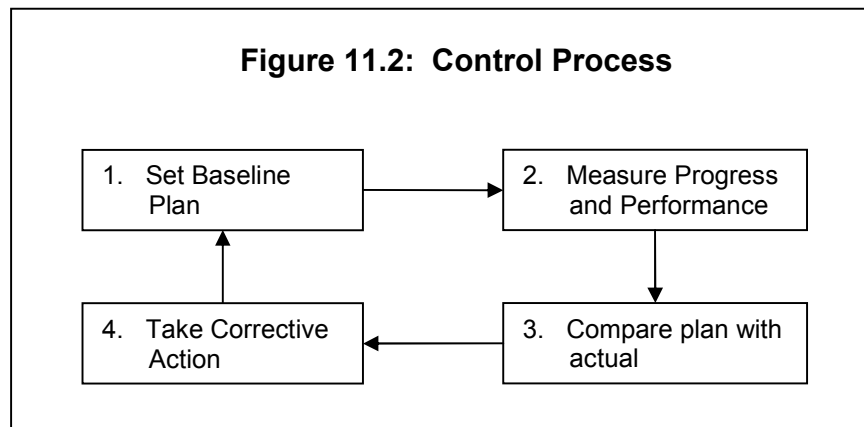 Figure 11.2: Control Process
1. Set Baseline
Plan
2. Measure Progress
and Performance
4. Take Corrective
Action
3. Compare plan with
actual